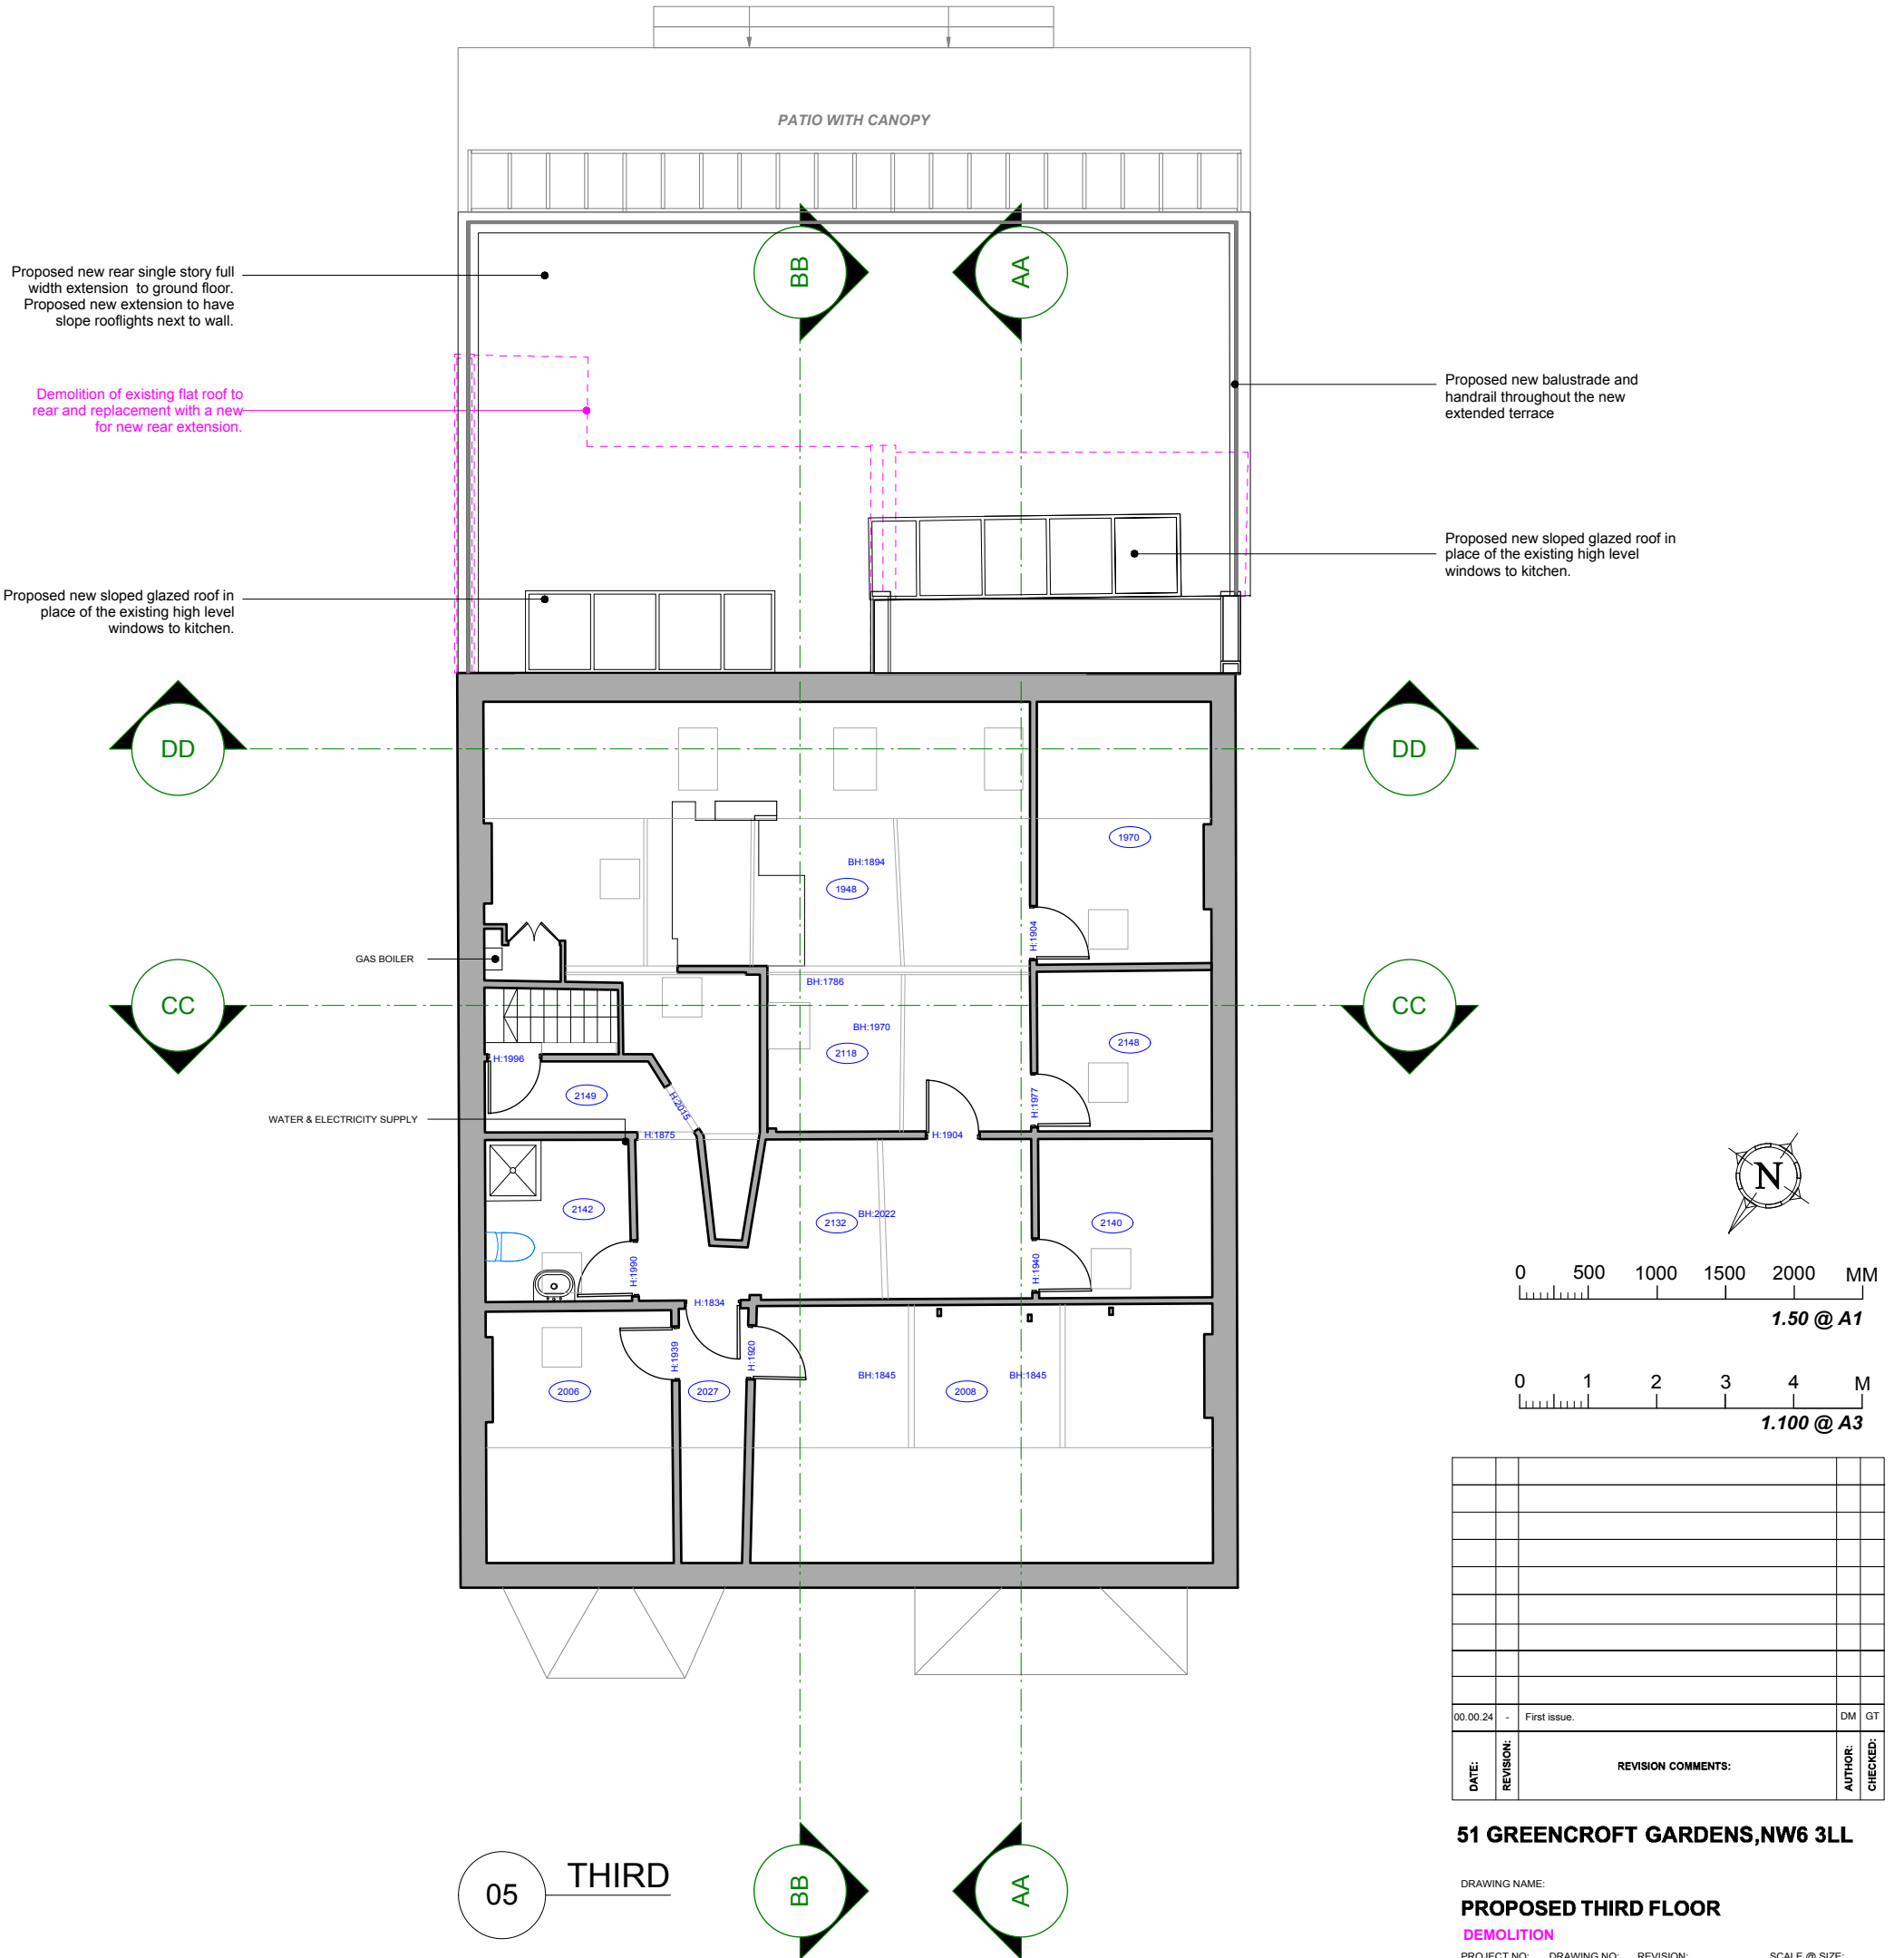 PATIO WITH CANOPY
BB
AA
Proposed new rear single story full
width extension to ground floor.
Proposed new extension to have
slope rooflights next to wall.
Demolition of existing flat roof to
rear and replacement with a new
for new rear extension.
Proposed new balustrade and
handrail throughout the new
extended terrace
Proposed new sloped glazed roof in
place of the existing high level
windows to kitchen.
Proposed new sloped glazed roof in
place of the existing high level
windows to kitchen.
DD
DD
1970
BH:1894
1948
H:1904
GAS BOILER
BH:1786
CC
CC
BH:1970
2118
2148
H:1996
2149
H:2015
H:1977
WATER & ELECTRICITY SUPPLY
H:1875
H:1904
2142
2132
BH:2022
2140
H:1990
H:1940
H:1834
H:1939
H:1920
2006
2027
BH:1845
2008
BH:1845
N
0 500 1000 1500 2000 MM
1.50 @ A1
0 1 2 3 4 M
1.100 @ A3
00.00.24 - First issue. DM GT
DATE: REVISION: REVISION COMMENTS: AUTHOR: CHECKED:
51 GREENCROFT GARDENS,NW6 3LL
DRAWING NAME:
PROPOSED THIRD FLOOR
DEMOLITION
PROJECT NO: DRAWING NO: REVISION: SCALE @ SIZE:
05
THIRD
BB
AA